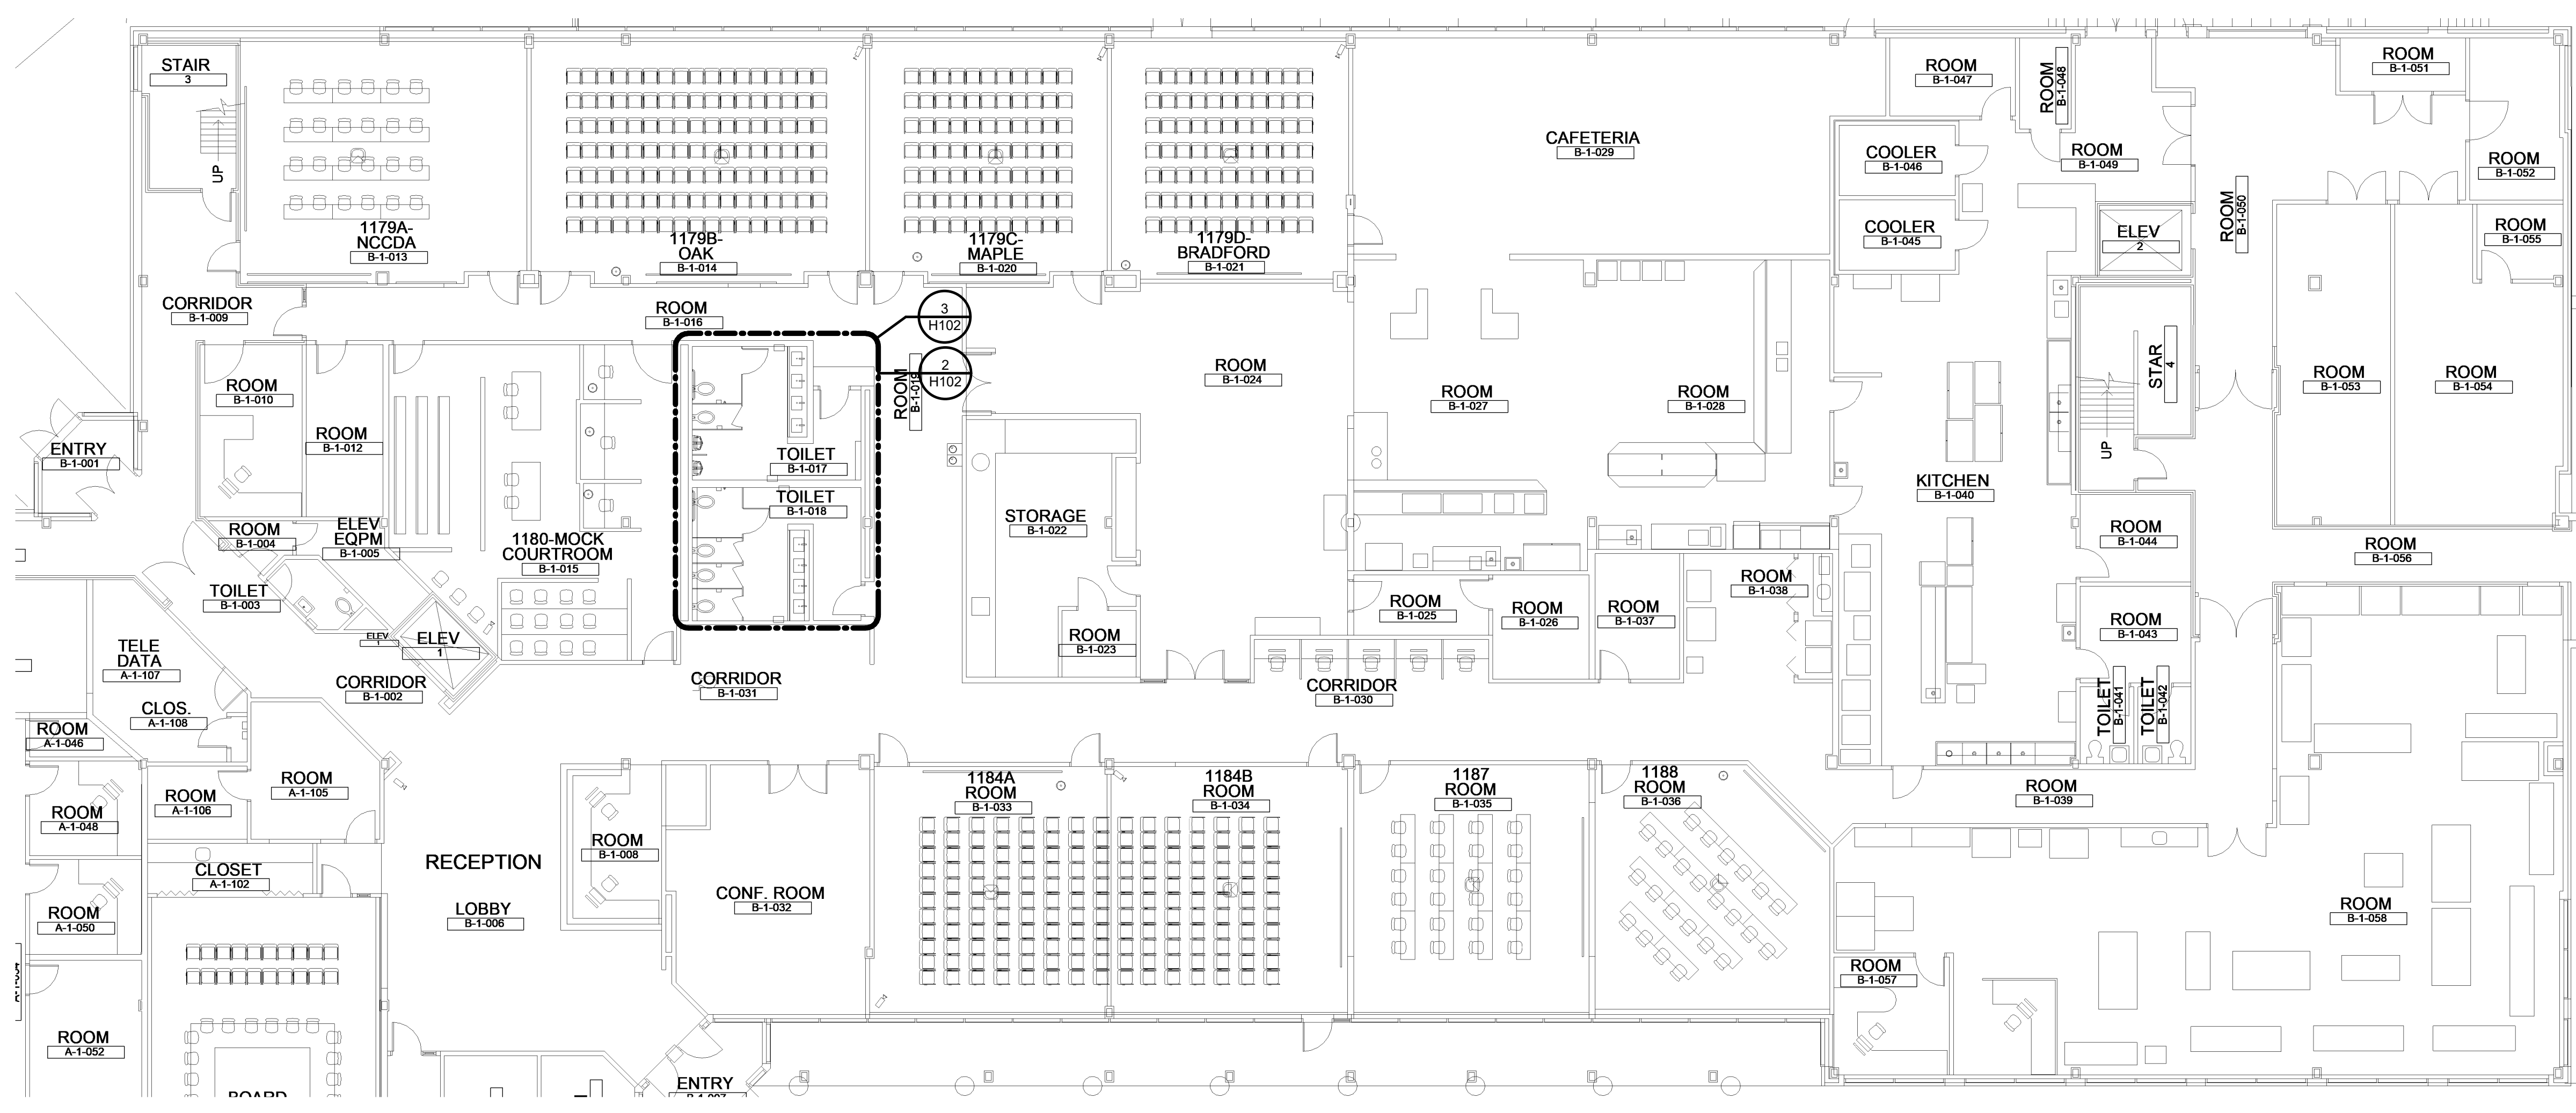 STAIR
3
1179A-
NCCDA
B-1-013
1179B-
OAK
B-1-014
1179C-
MAPLE
B-1-020
1179D-
BRADFORD
B-1-021
CAFETERIA
B-1-029
ROOM
B-1-047
ROOM
B-1-048
ROOM
B-1-049
COOLER
B-1-046
COOLER
B-1-045
ELEV
2
ROOM
B-1-050
ROOM
B-1-051
ROOM
B-1-052
ROOM
B-1-055
UP
CORRIDOR
B-1-009
ROOM
B-1-016
3
H102
2
H102
ROOM
B-1-019
ROOM
B-1-010
ROOM
B-1-012
ENTRY
B-1-001
ROOM
B-1-004
ELEV
EQPM
B-1-005
1180-MOCK
COURTROOM
B-1-015
TOILET
B-1-017
TOILET
B-1-018
STORAGE
B-1-022
ROOM
B-1-023
ROOM
B-1-024
ROOM
B-1-027
ROOM
B-1-028
KITCHEN
B-1-040
STAR
4
UP
ROOM
B-1-053
ROOM
B-1-054
ROOM
B-1-044
ROOM
B-1-056
TOILET
B-1-003
ELEV
1
ELEV
1
ROOM
B-1-025
ROOM
B-1-026
ROOM
B-1-037
ROOM
B-1-038
ROOM
B-1-043
TOILET
B-1-041
TOILET
B-1-042
TELE
DATA
A-1-107
CLOS.
A-1-108
CORRIDOR
B-1-002
CORRIDOR
B-1-031
CORRIDOR
B-1-030
ROOM
A-1-046
ROOM
A-1-048
ROOM
A-1-106
ROOM
A-1-105
CLOSET
A-1-102
ROOM
A-1-050
ROOM
A-1-052
RECEPTION
LOBBY
B-1-006
ROOM
B-1-008
CONF. ROOM
B-1-032
1184A
ROOM
B-1-033
1184B
ROOM
B-1-034
1187
ROOM
B-1-035
1188
ROOM
B-1-036
ROOM
B-1-039
ROOM
B-1-057
ROOM
B-1-058
BOARD
ENTRY
B-1-007